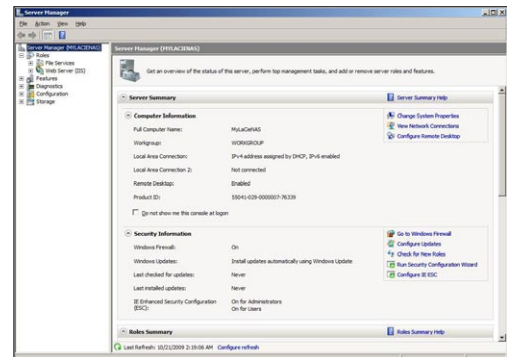 Server Manager
File Action View Help
Server Manager (MYLACIENAS)
Roles
File Services
Web Server (IIS)
Features
Diagnostics
Configuration
Storage
Server Manager (MYLACIENAS)
Get an overview of the status of this server, perform top management tasks, and add or remove server roles and features.
Server Summary
Server Summary Help
Computer Information
Full Computer Name: MyLaCieNAS
Workgroup: WORKGROUP
Local Area Connection: IPv4 address assigned by DHCP, IPv6 enabled
Local Area Connection 2: Not connected
Remote Desktop: Enabled
Product ID: 55041-029-0000007-76339
Do not show me this console at logon
Change System Properties
View Network Connections
Configure Remote Desktop
Security Information
Windows Firewall: On
Windows Updates: Install updates automatically using Windows Update
Last checked for updates: Never
Last installed updates: Never
IE Enhanced Security Configuration (ESC): On for Administrators
On for Users
Go to Windows Firewall
Configure Updates
Check for New Roles
Run Security Configuration Wizard
Configure IE ESC
Roles Summary
Roles Summary Help
Last Refresh: 10/21/2009 2:19:06 AM Configure refresh